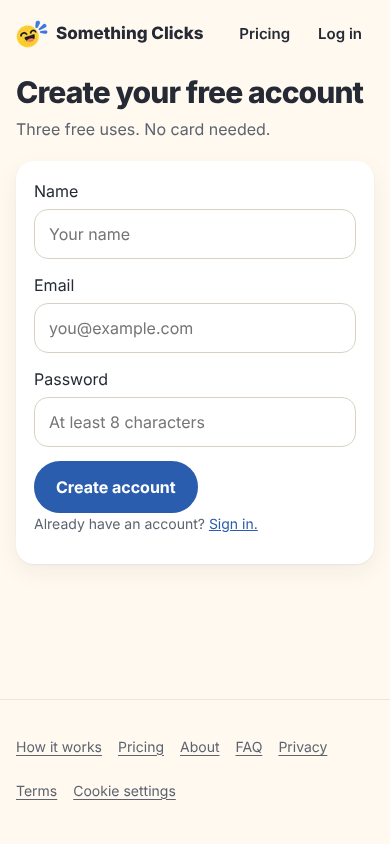 Something Clicks Pricing Log in
Create your free account
Three free uses. No card needed.
Name
Your name
Email
you@example.com
Password
At least 8 characters
Create account
Already have an account? Sign in.
How it works Pricing About FAQ Privacy
Terms Cookie settings